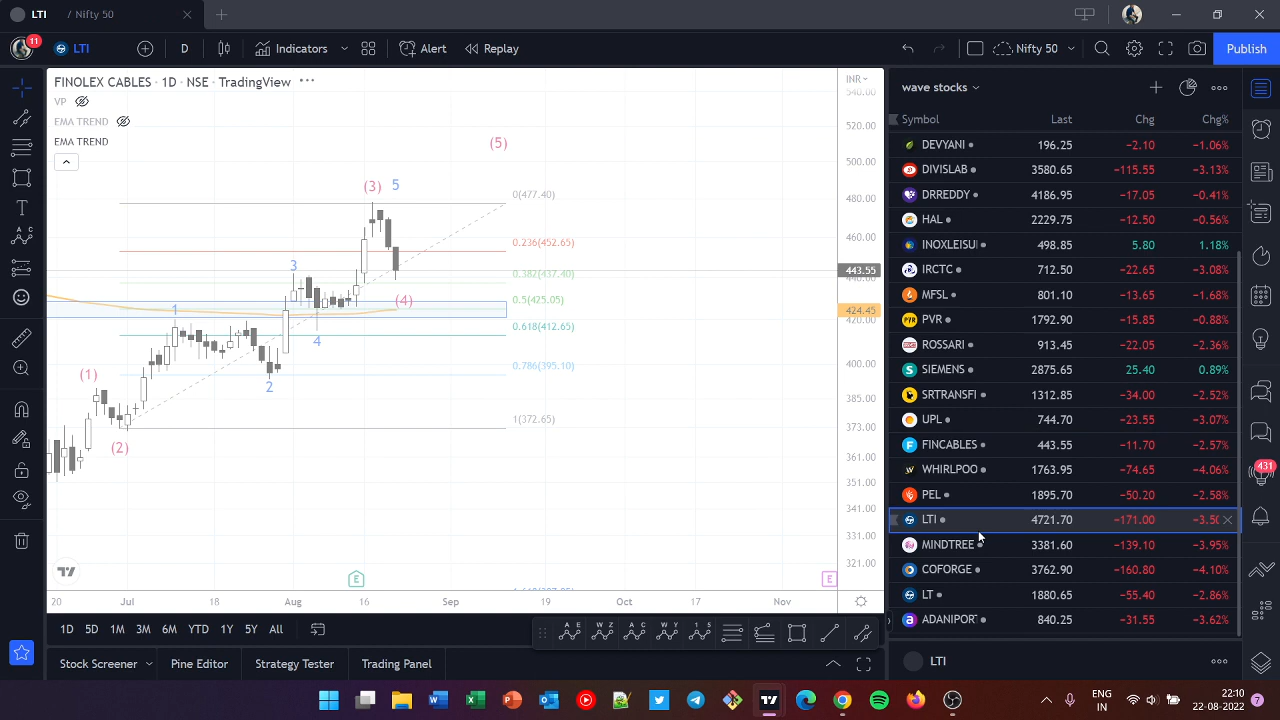 LTI / Nifty 50
11 LTI D Indicators Alert Replay Nifty 50 Publish
FINOLEX CABLES · 1D · NSE · TradingView
VP
EMA TREND
EMA TREND
INR
540.00
520.00
500.00
480.00
460.00
443.55
440.00
424.45
420.00
400.00
385.00
373.00
361.00
351.00
341.00
331.00
321.00
(5)
(3) 5
0(477.40)
0.236(452.65)
3
0.382(437.40)
0.5(425.05)
(4)
1
0.618(412.65)
4
0.786(395.10)
(1)
2
1(372.65)
(2)
E
E
20 Jul 18 Aug 16 Sep 19 Oct 17 Nov
1D 5D 1M 3M 6M YTD 1Y 5Y All
A E W Z A C W Y 1 5
Stock Screener Pine Editor Strategy Tester Trading Panel
wave stocks
Symbol Last Chg Chg%
DEVYANI 196.25 −2.10 −1.06%
DIVISLAB 3580.65 −115.55 −3.13%
DRREDDY 4186.95 −17.05 −0.41%
HAL 2229.75 −12.50 −0.56%
INOXLEISU 498.85 5.80 1.18%
IRCTC 712.50 −22.65 −3.08%
MFSL 801.10 −13.65 −1.68%
PVR 1792.90 −15.85 −0.88%
ROSSARI 913.45 −22.05 −2.36%
SIEMENS 2875.65 25.40 0.89%
SRTRANSFI 1312.85 −34.00 −2.52%
UPL 744.70 −23.55 −3.07%
FINCABLES 443.55 −11.70 −2.57%
WHIRLPOO 1763.95 −74.65 −4.06%
PEL 1895.70 −50.20 −2.58%
LTI 4721.70 −171.00 −3.50
MINDTREE 3381.60 −139.10 −3.95%
COFORGE 3762.90 −160.80 −4.10%
LT 1880.65 −55.40 −2.86%
ADANIPORT 840.25 −31.55 −3.62%
LTI
431
ENG
IN
22:10
22-08-2022
7